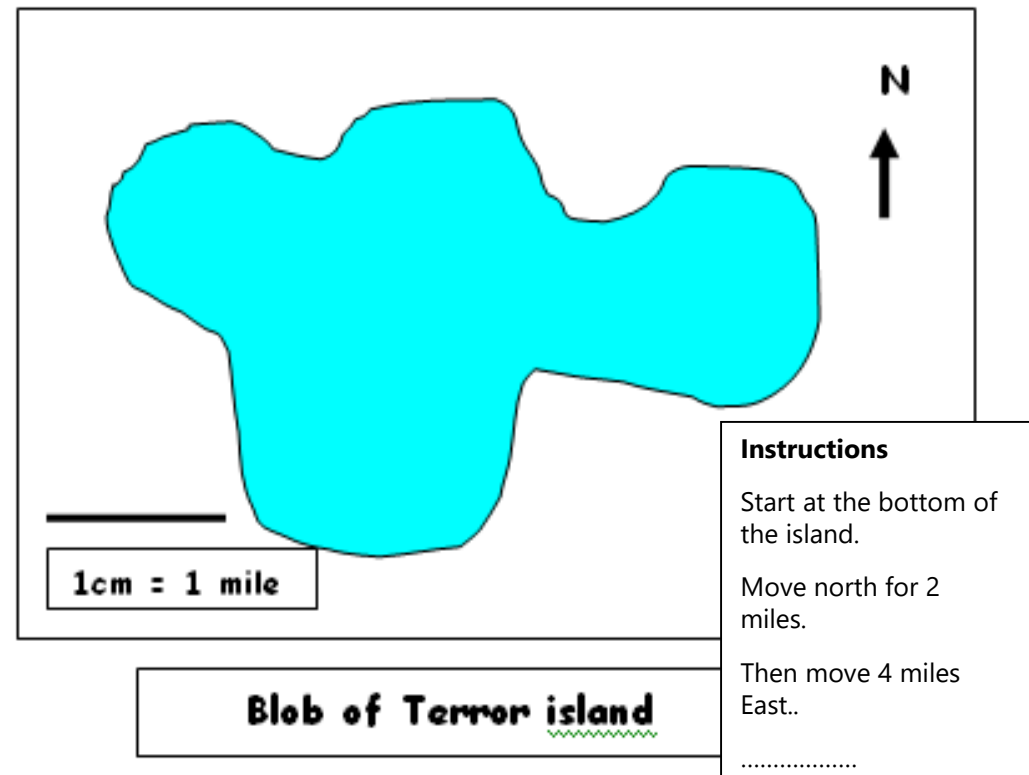 N
1cm = 1 mile
Blob of Terror island
Instructions
Start at the bottom of
the island.
Move north for 2
miles.
Then move 4 miles
East..
..................